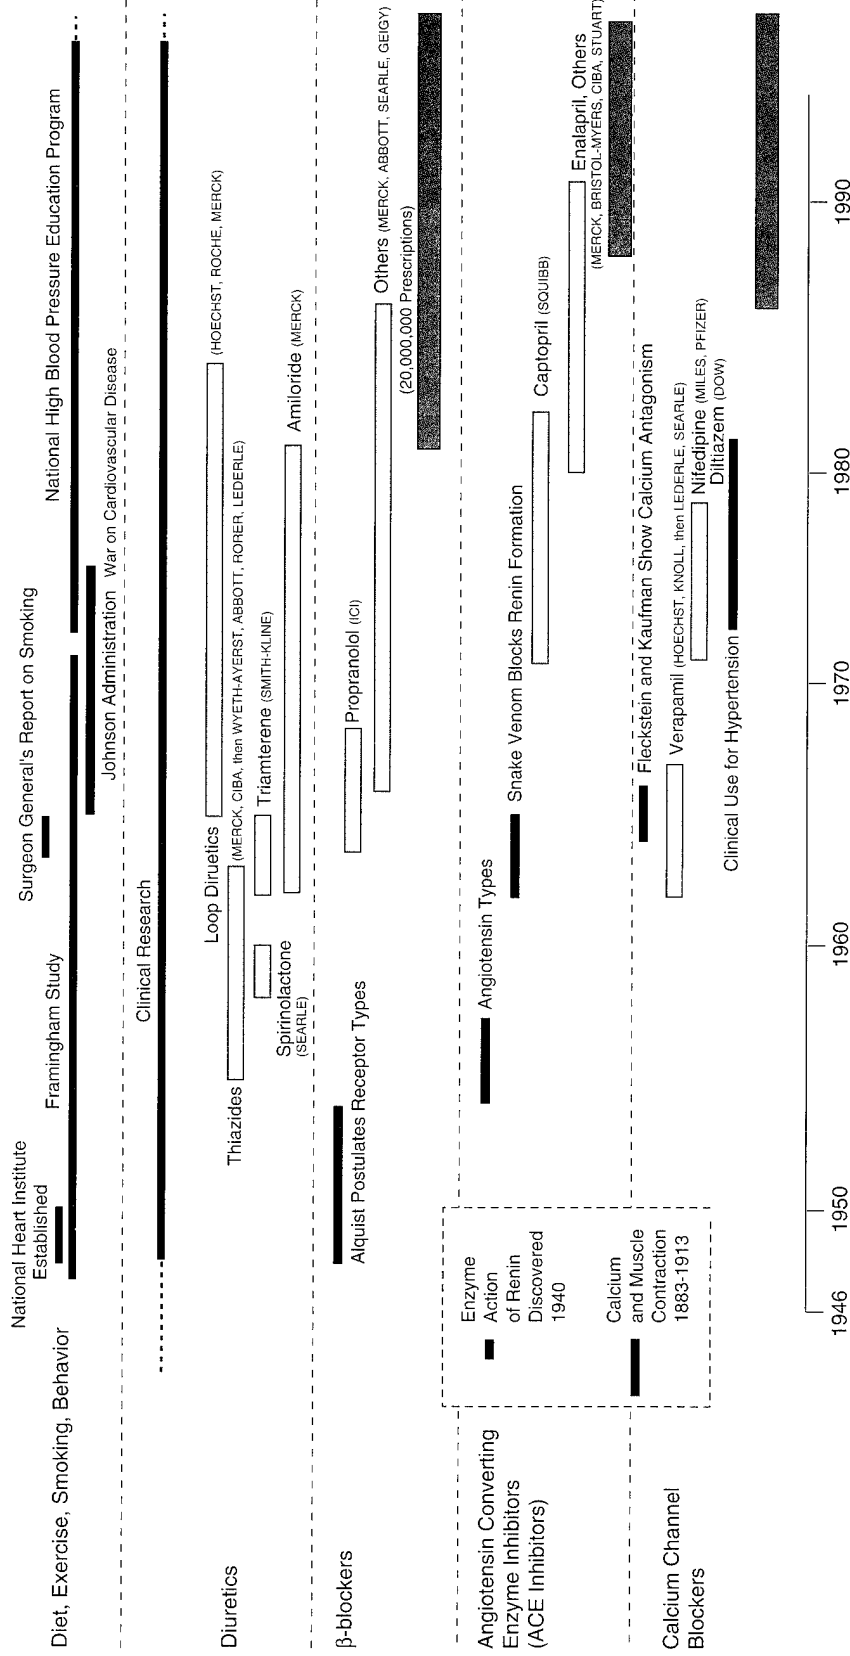 National Heart Institute
Established
Surgeon General's Report on Smoking
Diet, Exercise, Smoking, Behavior
Framingham Study
National High Blood Pressure Education Program
Johnson Administration War on Cardiovascular Disease
Clinical Research
Diuretics
Loop Diruetics
(HOECHST, ROCHE, MERCK)
Thiazides
(MERCK, CIBA, then WYETH-AYERST, ABBOTT, RORER, LEDERLE)
Triamterene (SMITH-KLINE)
Spirinolactone
(SEARLE)
Amiloride (MERCK)
β-blockers
Alquist Postulates Receptor Types
Propranolol (ICI)
Others (MERCK, ABBOTT, SEARLE, GEIGY)
(20,000,000 Prescriptions)
Angiotensin Converting
Enzyme Inhibitors
(ACE Inhibitors)
Enzyme
Action
of Renin
Discovered
1940
Angiotensin Types
Snake Venom Blocks Renin Formation
Captopril (SQUIBB)
Enalapril, Others
(MERCK, BRISTOL-MYERS, CIBA, STUART)
Calcium Channel
Blockers
Calcium
and Muscle
Contraction
1883-1913
Fleckstein and Kaufman Show Calcium Antagonism
Verapamil (HOECHST, KNOLL, then LEDERLE, SEARLE)
Nifedipine (MILES, PFIZER)
Diltiazem (DOW)
Clinical Use for Hypertension
1946
1950
1960
1970
1980
1990